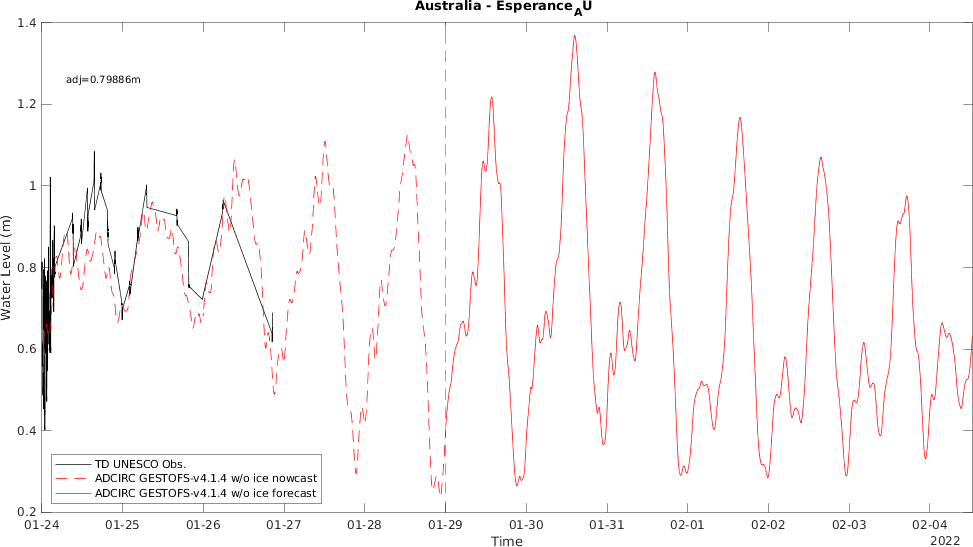 Australia - Esperance_AU
1.4
1.2
1
0.8
0.6
0.4
0.2
Water Level (m)
adj=0.79886m
TD UNESCO Obs.
ADCIRC GESTOFS-v4.1.4 w/o ice nowcast
ADCIRC GESTOFS-v4.1.4 w/o ice forecast
01-24 01-25 01-26 01-27 01-28 01-29 01-30 01-31 02-01 02-02 02-03 02-04
Time
2022